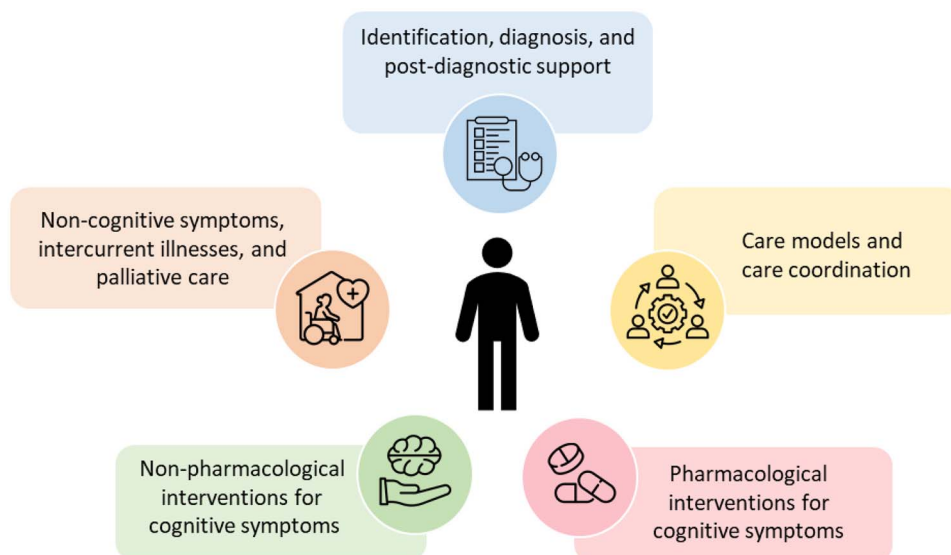 Identification, diagnosis, and
post-diagnostic support
Non-cognitive symptoms,
intercurrent illnesses, and
palliative care
Care models and
care coordination
Non-pharmacological
interventions for
cognitive symptoms
Pharmacological
interventions for
cognitive symptoms